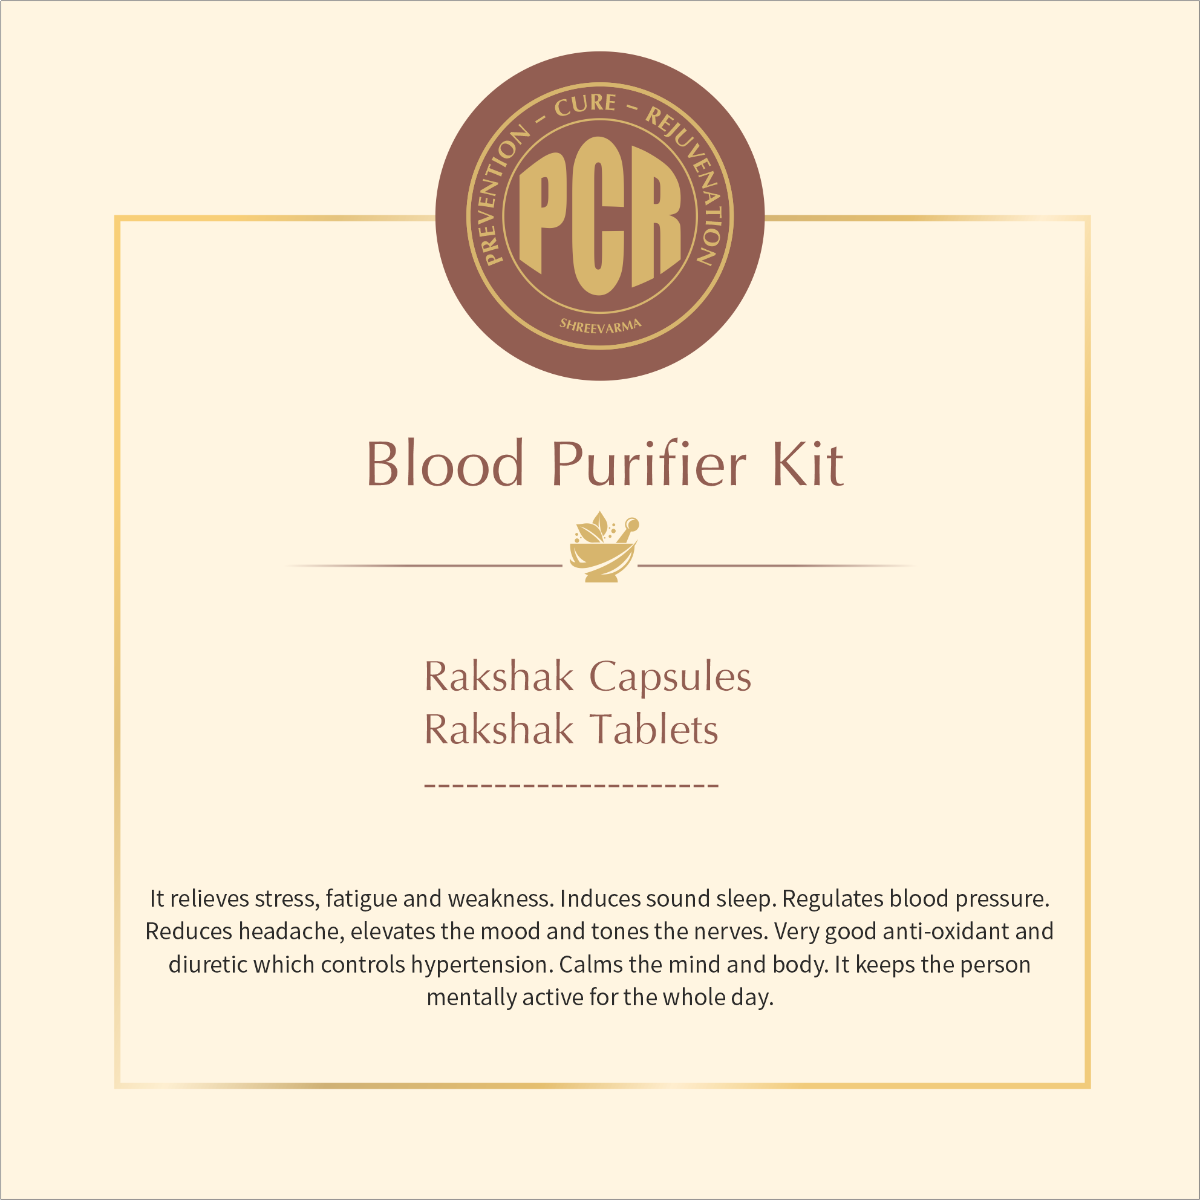 PREVENTION – CURE – REJUVENATION
PCR
SHREEVARMA
Blood Purifier Kit
Rakshak Capsules
Rakshak Tablets
---------------------
It relieves stress, fatigue and weakness. Induces sound sleep. Regulates blood pressure.
Reduces headache, elevates the mood and tones the nerves. Very good anti-oxidant and
diuretic which controls hypertension. Calms the mind and body. It keeps the person
mentally active for the whole day.